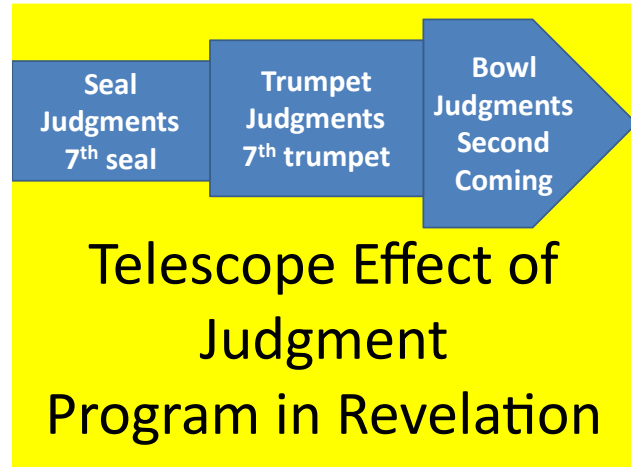 Seal
Judgments
7th seal
Trumpet
Judgments
7th trumpet
Bowl
Judgments
Second
Coming
Telescope Effect of
Judgment
Program in Revelation